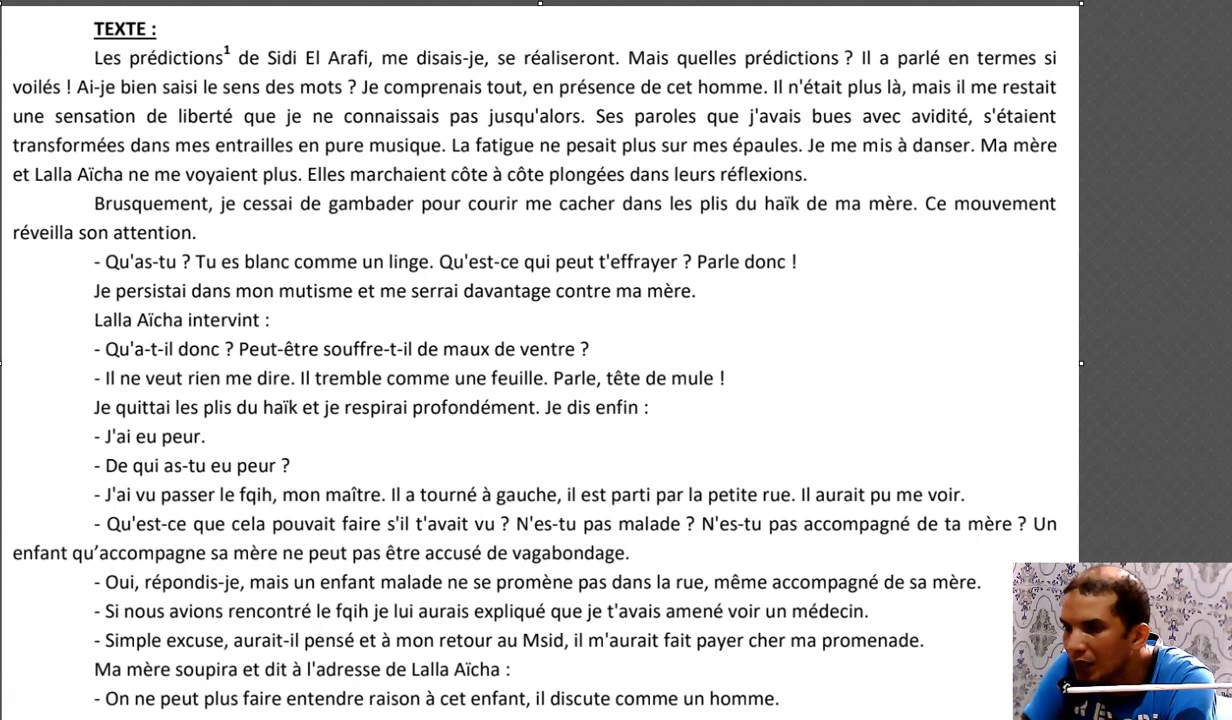 TEXTE :
Les prédictions¹ de Sidi El Arafi, me disais-je, se réaliseront. Mais quelles prédictions ? Il a parlé en termes si
voilés ! Ai-je bien saisi le sens des mots ? Je comprenais tout, en présence de cet homme. Il n'était plus là, mais il me restait
une sensation de liberté que je ne connaissais pas jusqu'alors. Ses paroles que j'avais bues avec avidité, s'étaient
transformées dans mes entrailles en pure musique. La fatigue ne pesait plus sur mes épaules. Je me mis à danser. Ma mère
et Lalla Aïcha ne me voyaient plus. Elles marchaient côte à côte plongées dans leurs réflexions.
Brusquement, je cessai de gambader pour courir me cacher dans les plis du haïk de ma mère. Ce mouvement
réveilla son attention.
- Qu'as-tu ? Tu es blanc comme un linge. Qu'est-ce qui peut t'effrayer ? Parle donc !
Je persistai dans mon mutisme et me serrai davantage contre ma mère.
Lalla Aïcha intervint :
- Qu'a-t-il donc ? Peut-être souffre-t-il de maux de ventre ?
- Il ne veut rien me dire. Il tremble comme une feuille. Parle, tête de mule !
Je quittai les plis du haïk et je respirai profondément. Je dis enfin :
- J'ai eu peur.
- De qui as-tu eu peur ?
- J'ai vu passer le fqih, mon maître. Il a tourné à gauche, il est parti par la petite rue. Il aurait pu me voir.
- Qu'est-ce que cela pouvait faire s'il t'avait vu ? N'es-tu pas malade ? N'es-tu pas accompagné de ta mère ? Un
enfant qu’accompagne sa mère ne peut pas être accusé de vagabondage.
- Oui, répondis-je, mais un enfant malade ne se promène pas dans la rue, même accompagné de sa mère.
- Si nous avions rencontré le fqih je lui aurais expliqué que je t'avais amené voir un médecin.
- Simple excuse, aurait-il pensé et à mon retour au Msid, il m'aurait fait payer cher ma promenade.
Ma mère soupira et dit à l'adresse de Lalla Aïcha :
- On ne peut plus faire entendre raison à cet enfant, il discute comme un homme.